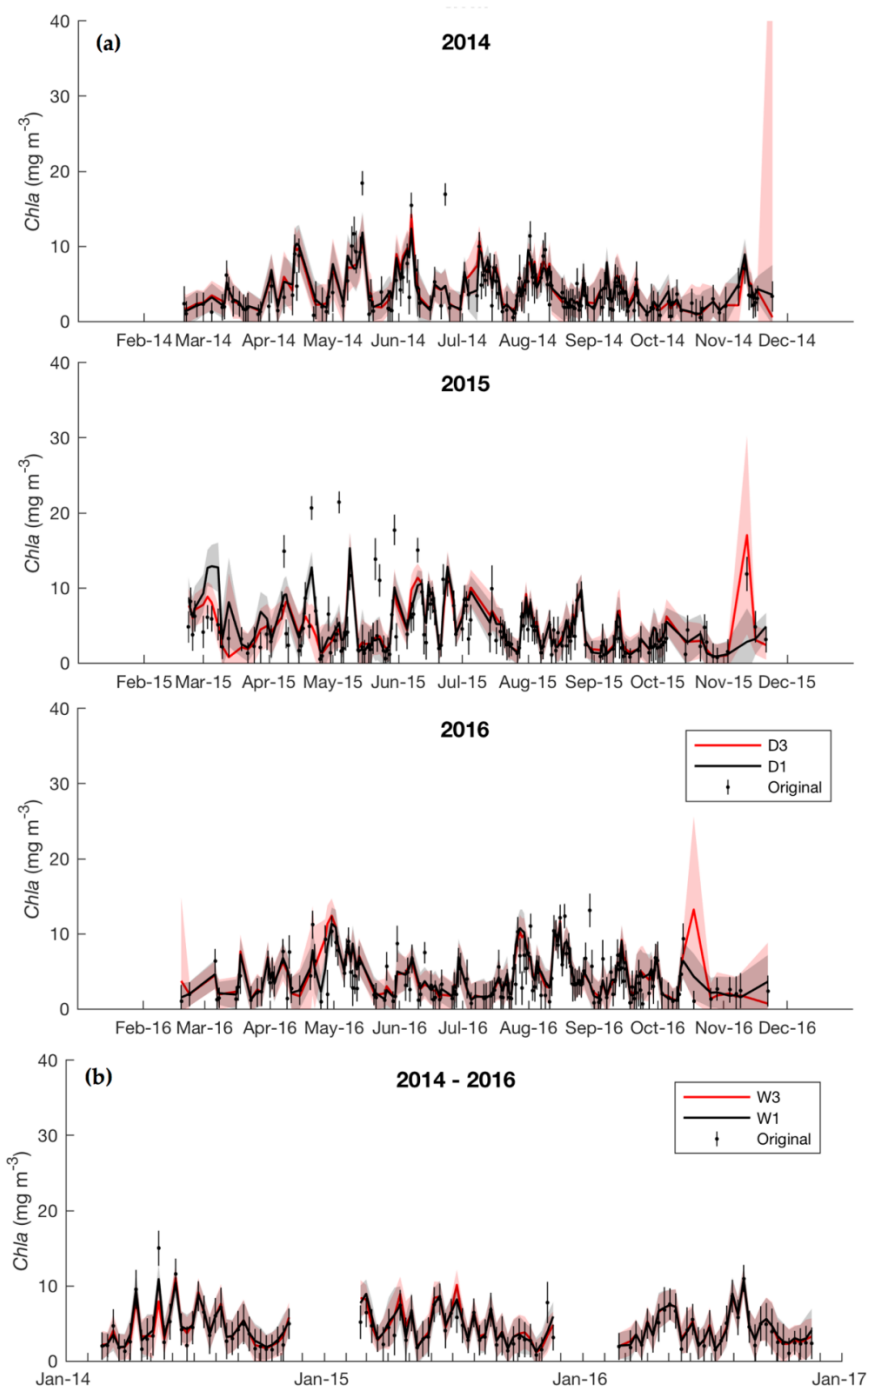 (a)
2014
40
30
20
10
0
Chla (mg m-3)
Feb-14 Mar-14 Apr-14 May-14 Jun-14 Jul-14 Aug-14 Sep-14 Oct-14 Nov-14 Dec-14
2015
40
30
20
10
0
Chla (mg m-3)
Feb-15 Mar-15 Apr-15 May-15 Jun-15 Jul-15 Aug-15 Sep-15 Oct-15 Nov-15 Dec-15
2016
40
30
20
10
0
Chla (mg m-3)
D3
D1
Original
Feb-16 Mar-16 Apr-16 May-16 Jun-16 Jul-16 Aug-16 Sep-16 Oct-16 Nov-16 Dec-16
(b)
2014 - 2016
40
30
20
10
0
Chla (mg m-3)
W3
W1
Original
Jan-14 Jan-15 Jan-16 Jan-17